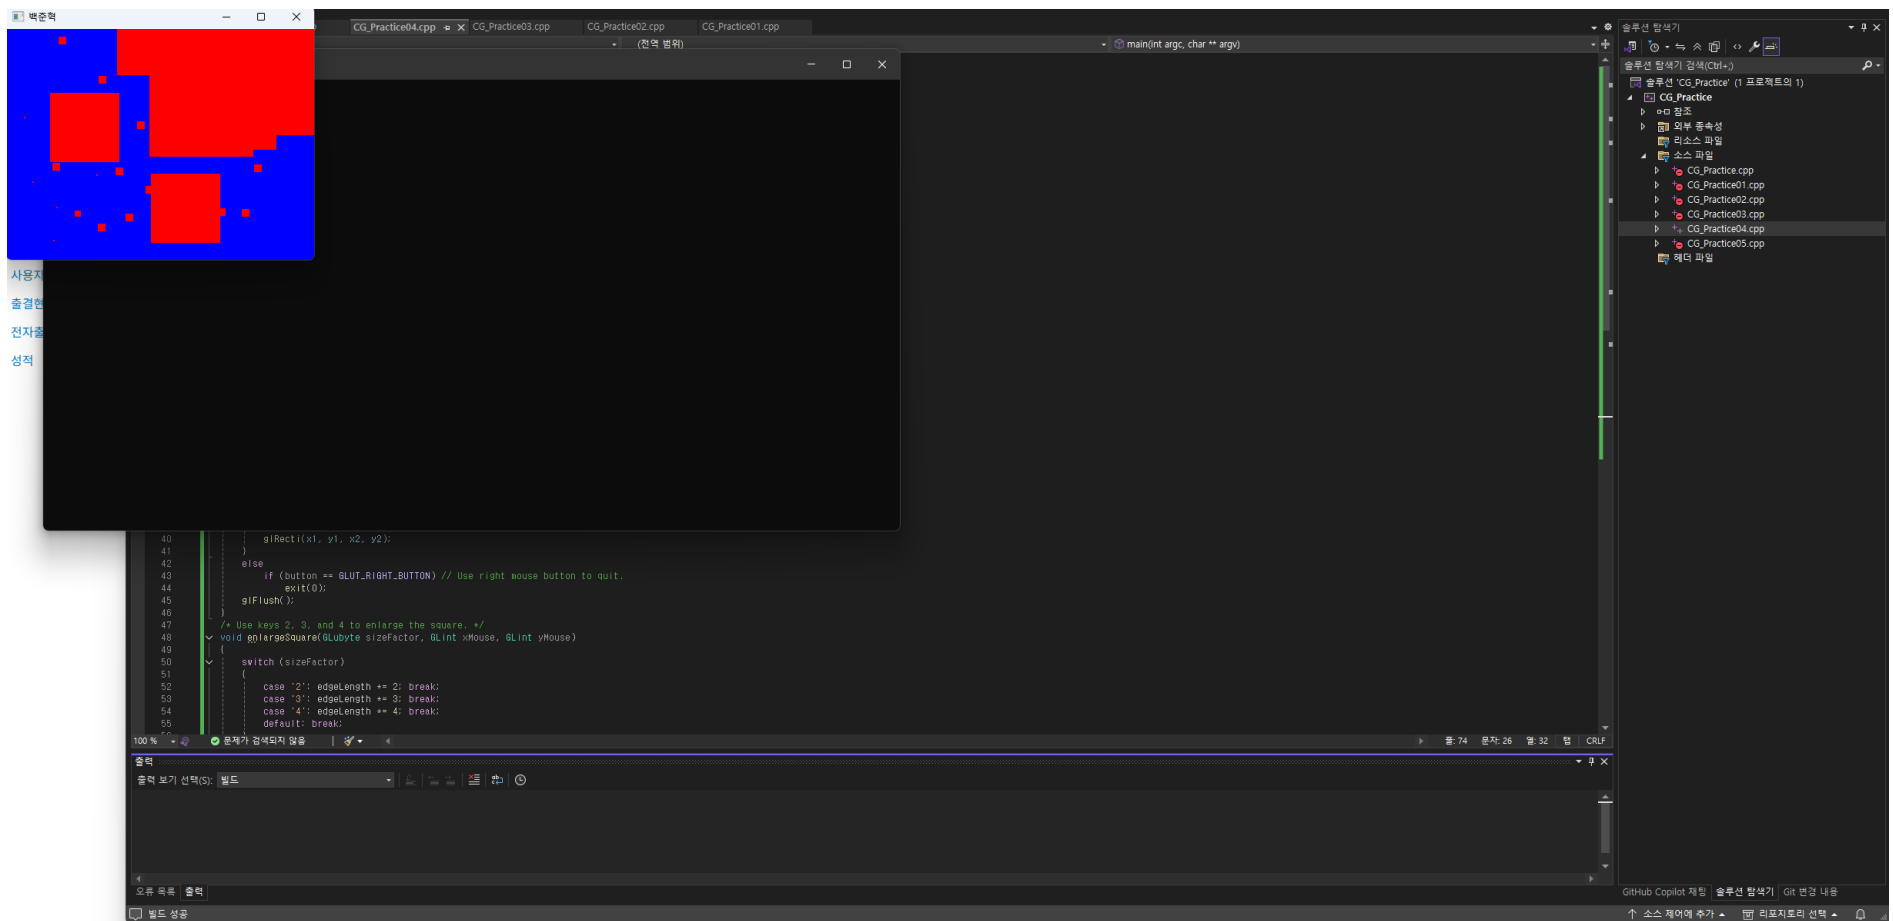 백준혁
CG_Practice04.cpp
CG_Practice03.cpp
CG_Practice02.cpp
CG_Practice01.cpp
(전역 범위)
main(int argc, char ** argv)
사용자
출결현
전자출
성적
40 glRecti(x1, y1, x2, y2);
41 }
42 else
43 if (button == GLUT_RIGHT_BUTTON) // Use right mouse button to quit.
44 exit(0);
45 glFlush();
46 }
47 /* Use keys 2, 3, and 4 to enlarge the square. */
48 void enlargeSquare(GLubyte sizeFactor, GLint xMouse, GLint yMouse)
49 {
50 switch (sizeFactor)
51 {
52 case '2': edgeLength *= 2; break;
53 case '3': edgeLength *= 3; break;
54 case '4': edgeLength *= 4; break;
55 default: break;
100 %
문제가 검색되지 않음
줄: 74 문자: 26 열: 32 탭 CRLF
출력
출력 보기 선택(S): 빌드
오류 목록 출력
빌드 성공
솔루션 탐색기
솔루션 탐색기 검색(Ctrl+;)
솔루션 'CG_Practice' (1 프로젝트의 1)
CG_Practice
참조
외부 종속성
리소스 파일
소스 파일
CG_Practice.cpp
CG_Practice01.cpp
CG_Practice02.cpp
CG_Practice03.cpp
CG_Practice04.cpp
CG_Practice05.cpp
헤더 파일
GitHub Copilot 채팅 솔루션 탐색기 Git 변경 내용
소스 제어에 추가 리포지토리 선택